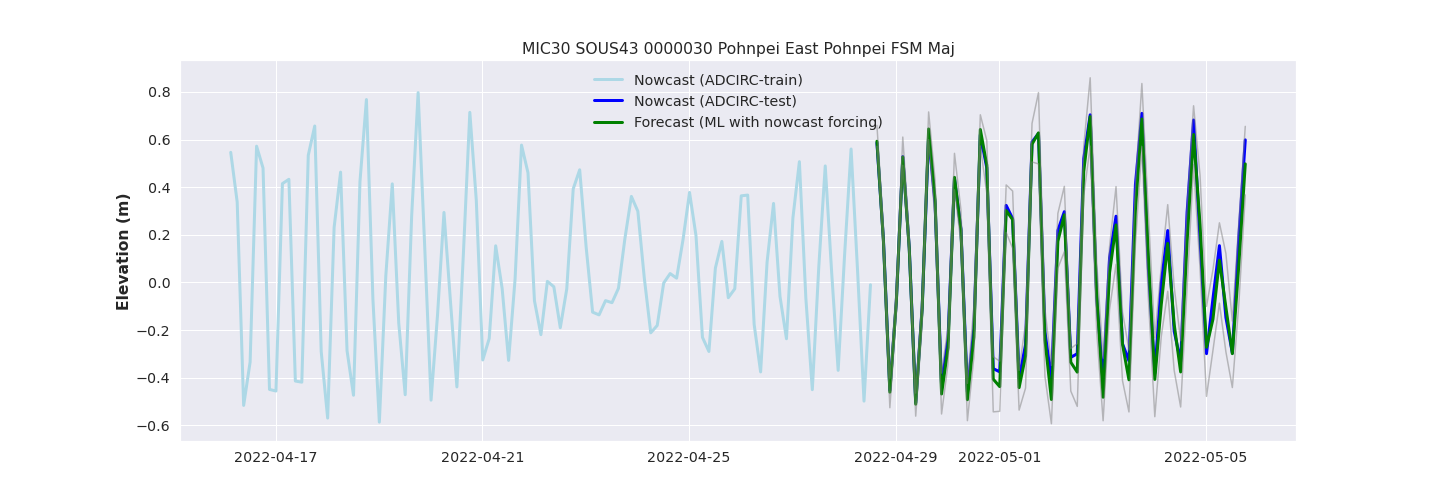 MIC30 SOUS43 0000030 Pohnpei East Pohnpei FSM Maj
Nowcast (ADCIRC-train)
Nowcast (ADCIRC-test)
Forecast (ML with nowcast forcing)
Elevation (m)
0.8
0.6
0.4
0.2
0.0
−0.2
−0.4
−0.6
2022-04-17
2022-04-21
2022-04-25
2022-04-29
2022-05-01
2022-05-05